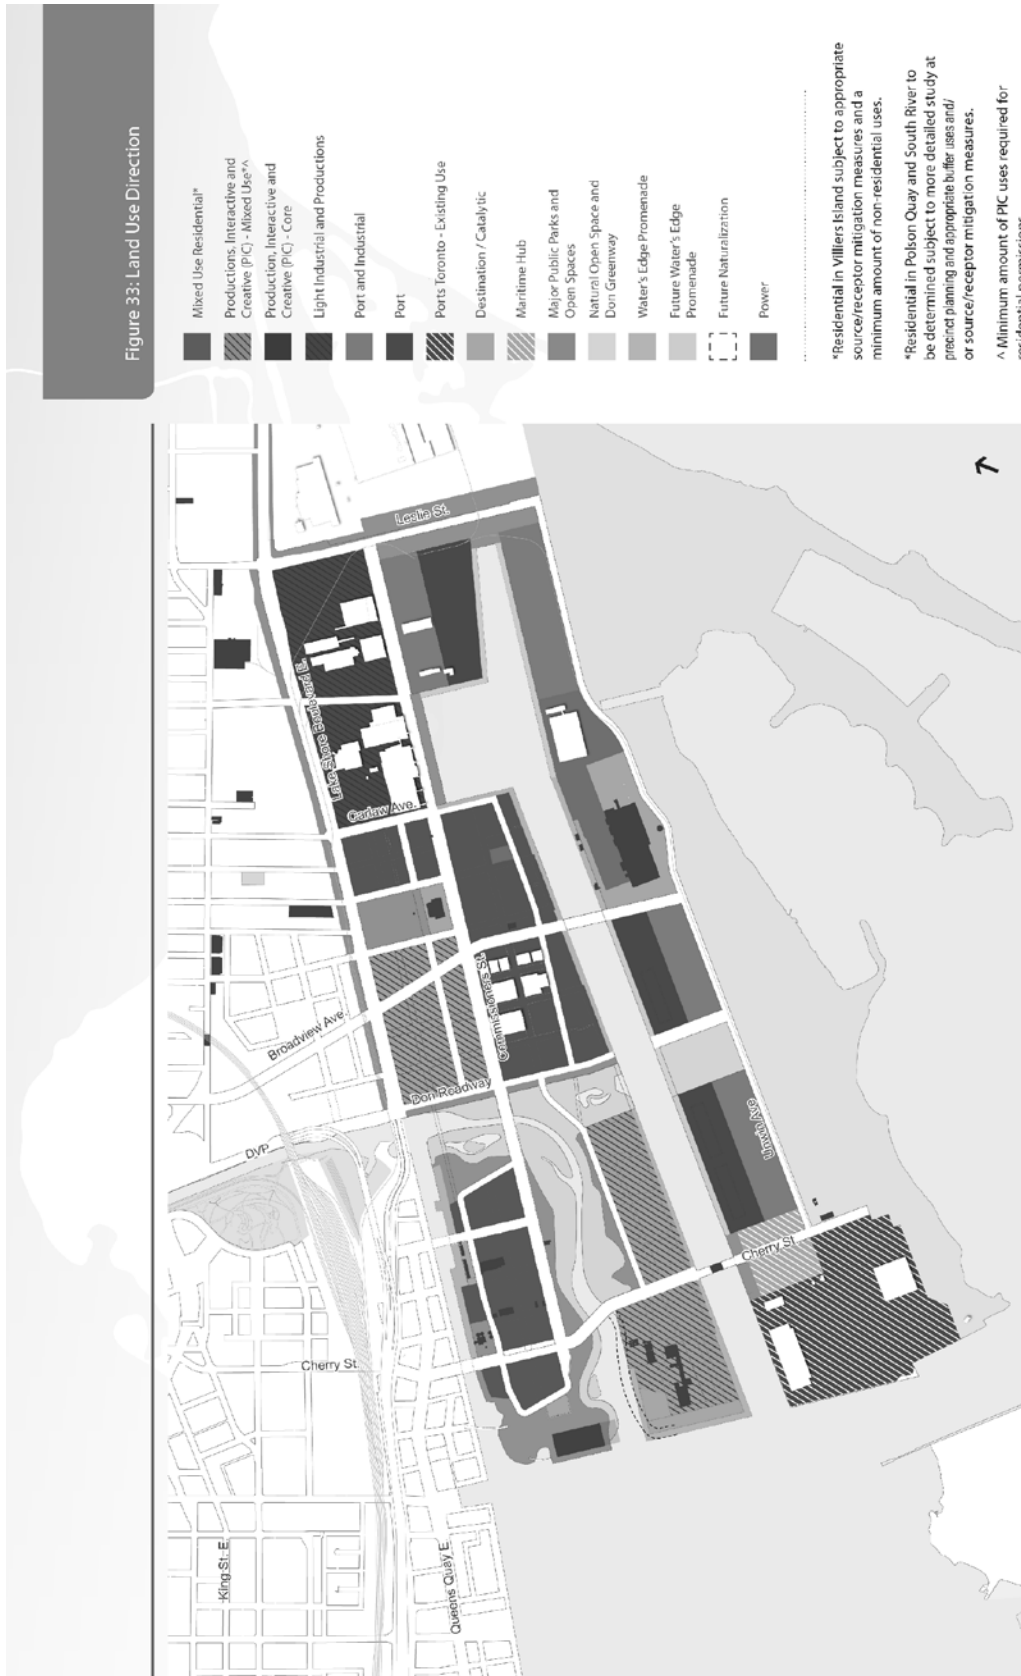 Figure 33: Land Use Direction
Mixed Use Residential*
Productions, Interactive and
Creative (PIC) - Mixed Use*^
Production, Interactive and
Creative (PIC) - Core
Light Industrial and Productions
Port and Industrial
Port
Ports Toronto - Existing Use
Destination / Catalytic
Maritime Hub
Major Public Parks and
Open Spaces
Natural Open Space and
Don Greenway
Water's Edge Promenade
Future Water's Edge
Promenade
Future Naturalization
Power
*Residential in Villiers Island subject to appropriate
source/receptor mitigation measures and a
minimum amount of non-residential uses.
*Residential in Polson Quay and South River to
be determined subject to more detailed study at
precinct planning and appropriate buffer uses and/
or source/receptor mitigation measures.
^ Minimum amount of PIC uses required for
residential permissions
Leslie St.
Lake Shore Boulevard E.
Carlaw Ave.
Broadview Ave.
Commissioners St.
Don Roadway
DVP
Unwin Ave
Cherry St.
Cherry St.
King St. E
Queens Quay E